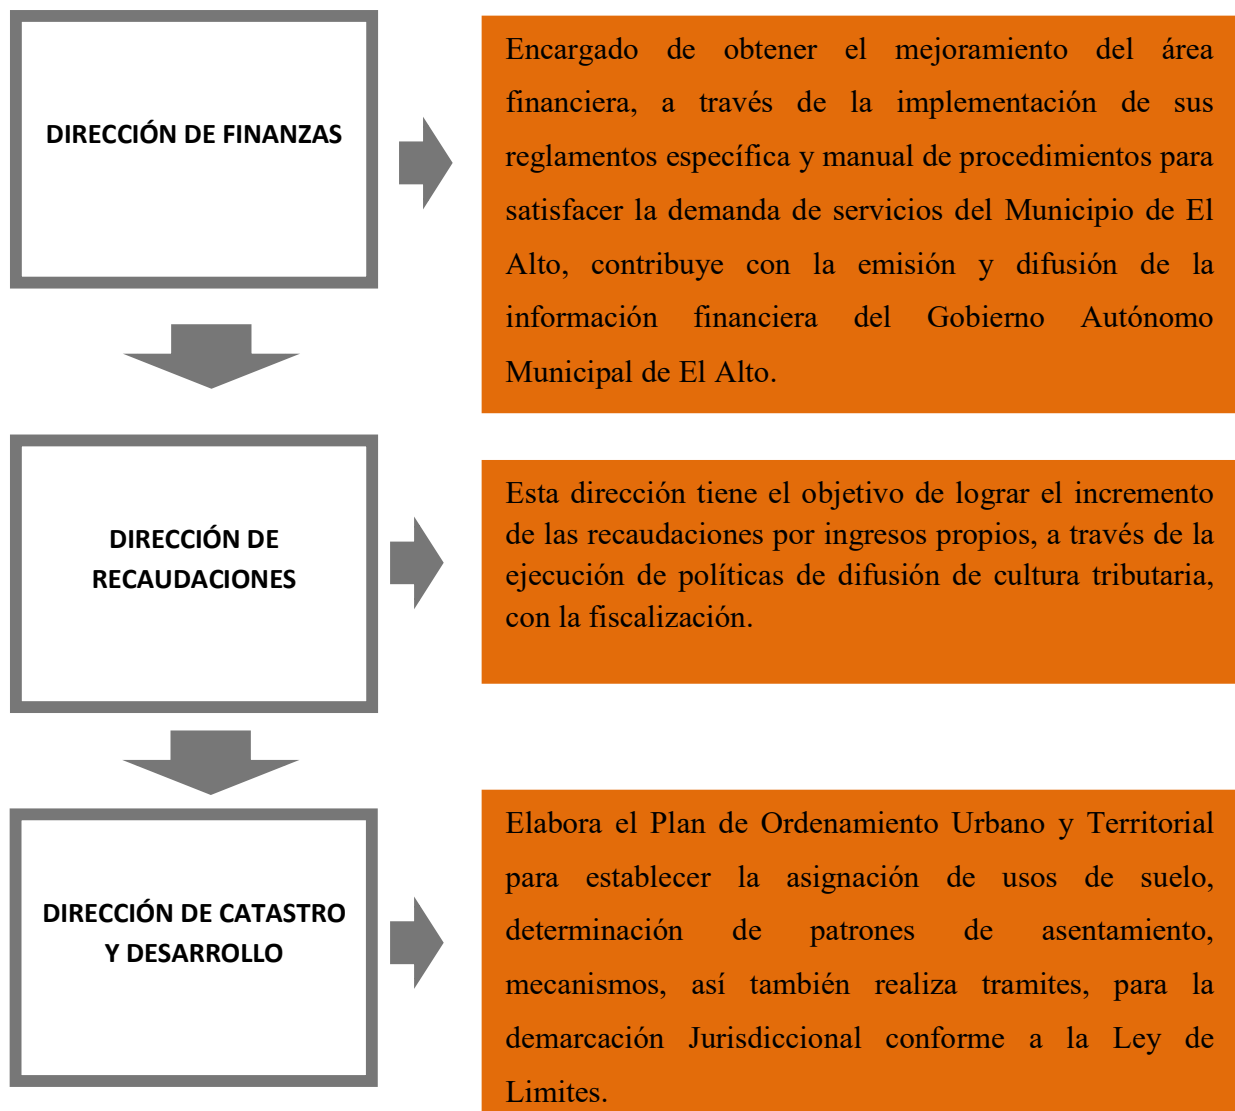 DIRECCIÓN DE FINANZAS
Encargado de obtener el mejoramiento del área
financiera, a través de la implementación de sus
reglamentos específica y manual de procedimientos para
satisfacer la demanda de servicios del Municipio de El
Alto, contribuye con la emisión y difusión de la
información financiera del Gobierno Autónomo
Municipal de El Alto.
DIRECCIÓN DE
RECAUDACIONES
Esta dirección tiene el objetivo de lograr el incremento
de las recaudaciones por ingresos propios, a través de la
ejecución de políticas de difusión de cultura tributaria,
con la fiscalización.
DIRECCIÓN DE CATASTRO
Y DESARROLLO
Elabora el Plan de Ordenamiento Urbano y Territorial
para establecer la asignación de usos de suelo,
determinación de patrones de asentamiento,
mecanismos, así también realiza tramites, para la
demarcación Jurisdiccional conforme a la Ley de
Limites.